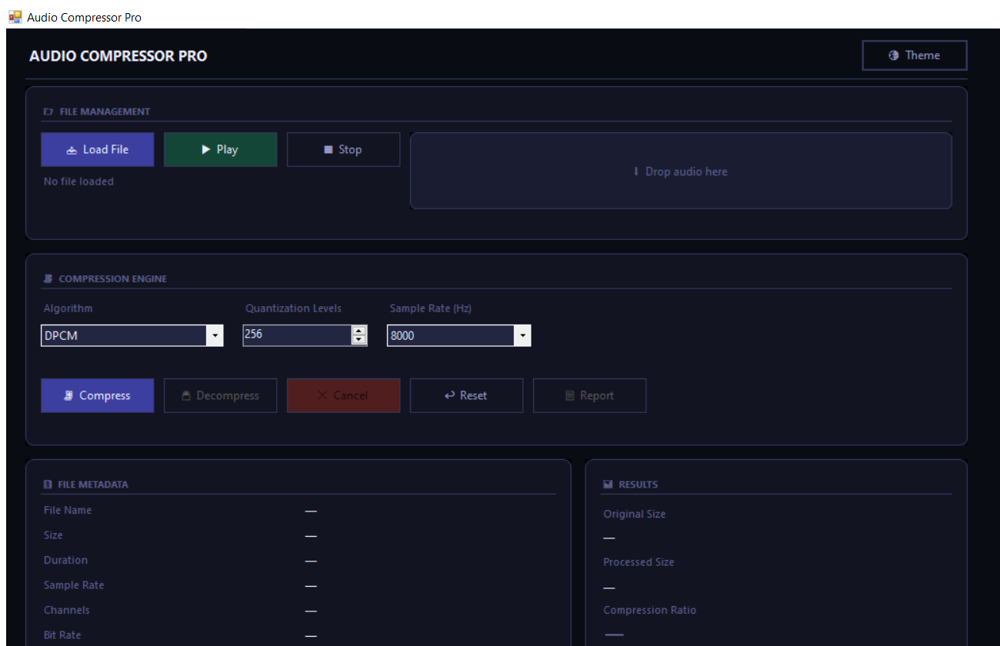 Audio Compressor Pro
AUDIO COMPRESSOR PRO
Theme
FILE MANAGEMENT
Load File
Play
Stop
Drop audio here
No file loaded
COMPRESSION ENGINE
Algorithm
Quantization Levels
Sample Rate (Hz)
DPCM
256
8000
Compress
Decompress
Cancel
Reset
Report
FILE METADATA
File Name —
Size —
Duration —
Sample Rate —
Channels —
Bit Rate —
RESULTS
Original Size
—
Processed Size
—
Compression Ratio
—